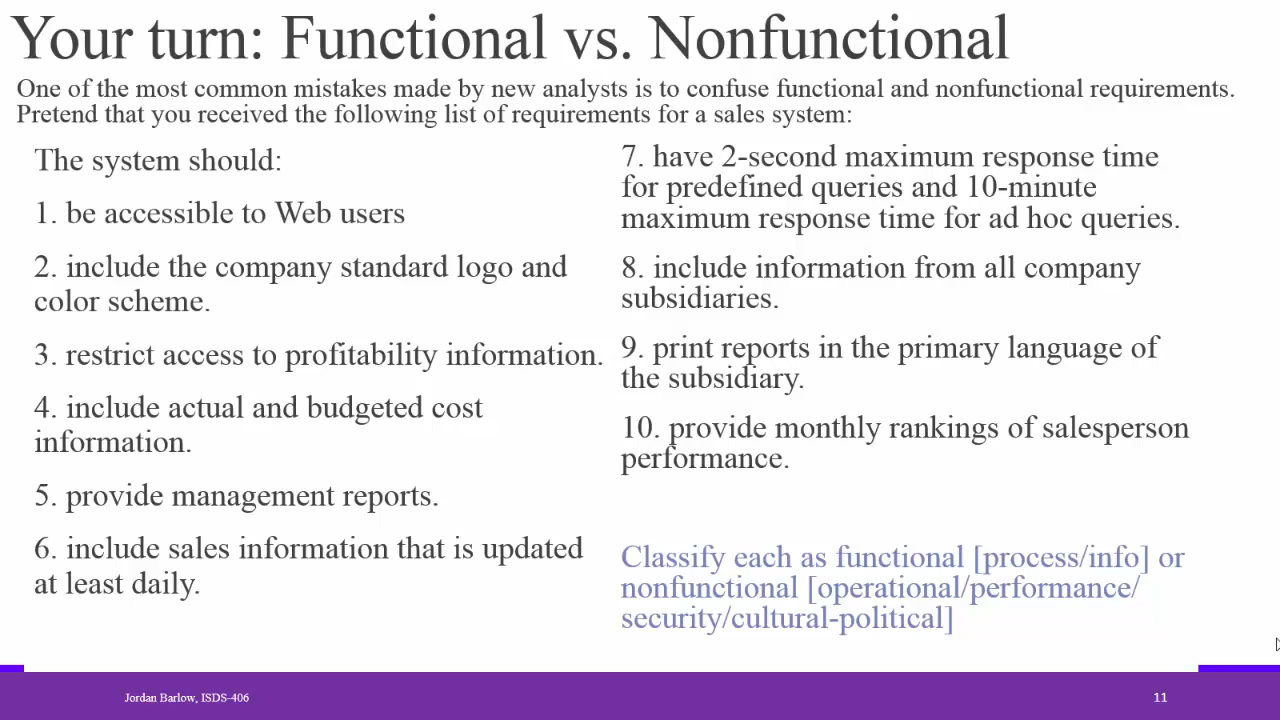 Your turn: Functional vs. Nonfunctional
One of the most common mistakes made by new analysts is to confuse functional and nonfunctional requirements.
Pretend that you received the following list of requirements for a sales system:
The system should:
1. be accessible to Web users
2. include the company standard logo and
color scheme.
3. restrict access to profitability information.
4. include actual and budgeted cost
information.
5. provide management reports.
6. include sales information that is updated
at least daily.
7. have 2-second maximum response time
for predefined queries and 10-minute
maximum response time for ad hoc queries.
8. include information from all company
subsidiaries.
9. print reports in the primary language of
the subsidiary.
10. provide monthly rankings of salesperson
performance.
Classify each as functional [process/info] or
nonfunctional [operational/performance/
security/cultural-political]
Jordan Barlow, ISDS-406
11